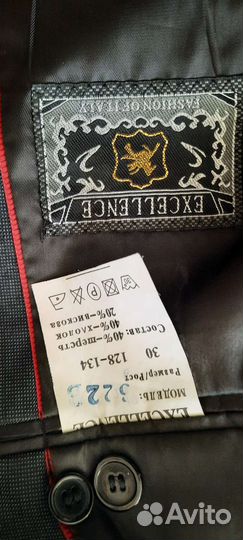 EXCELLENCE
FASHION OF ITALY
EXCELLENCE
МОДЕЛЬ: 3223
Размер/Рост
30 128-134
Состав: 40%-шерсть
40%-хлопок
20%-вискоза
Avito